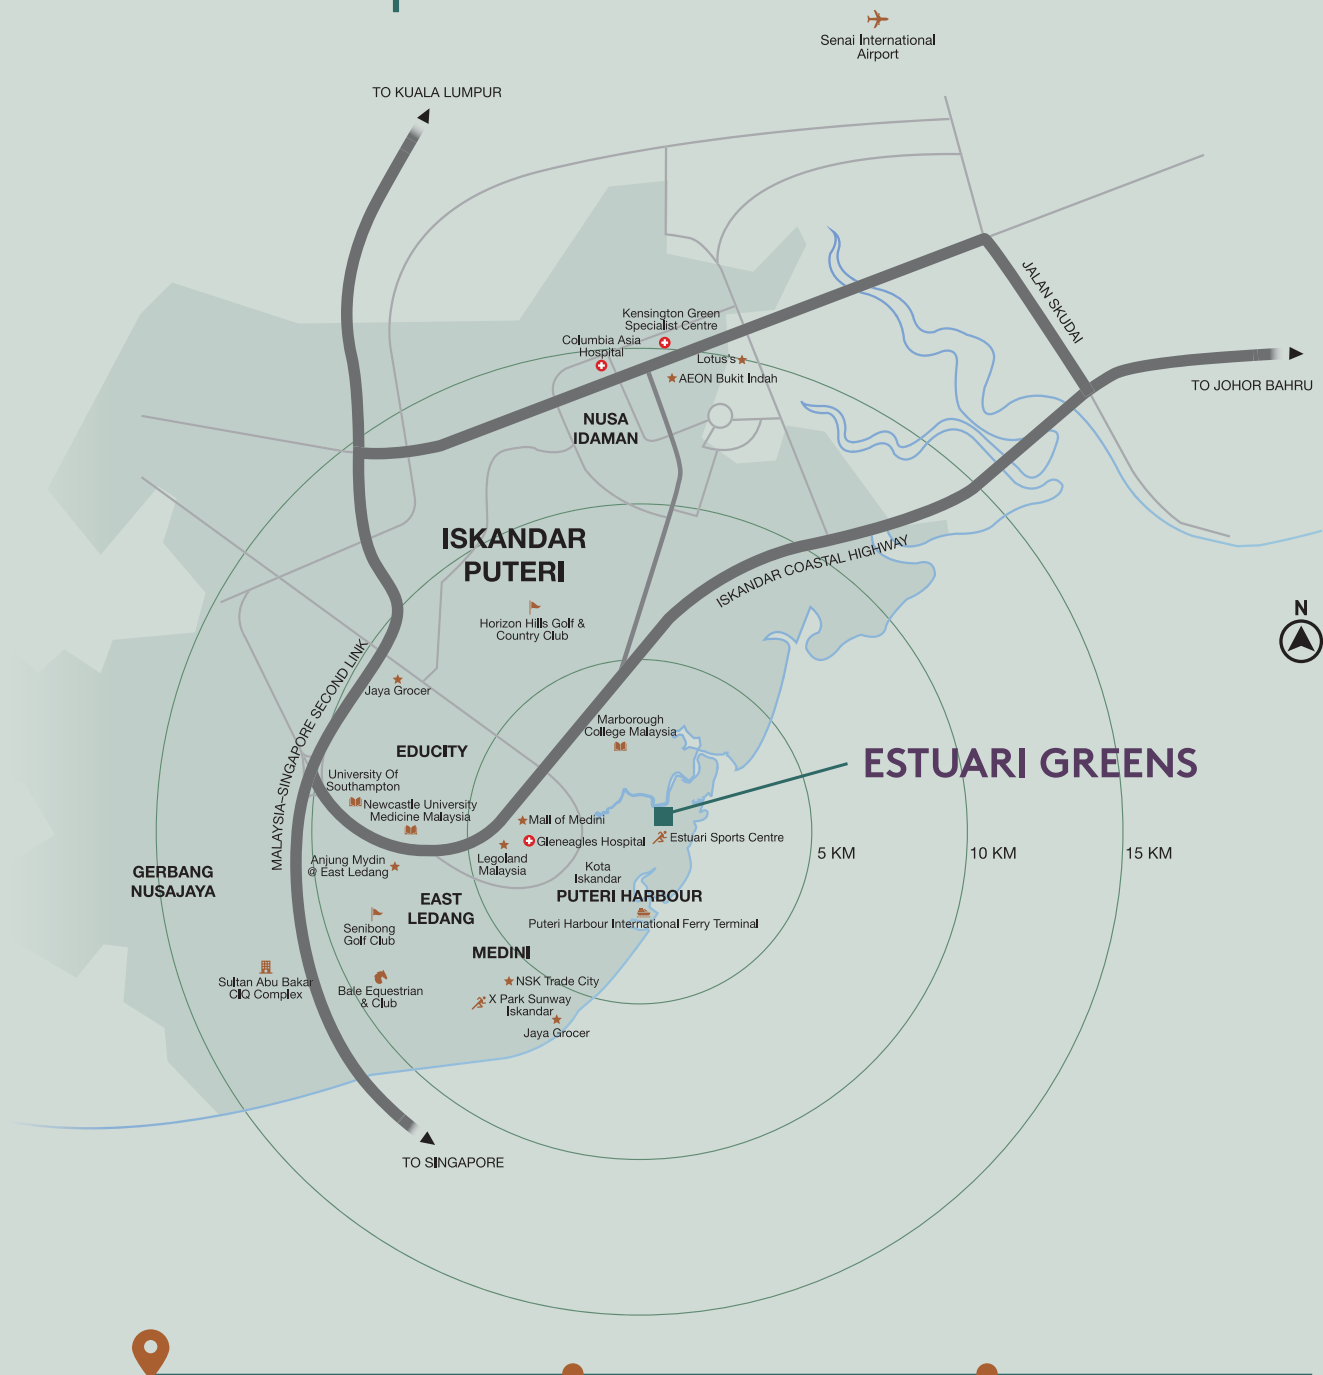 Senai International
Airport
TO KUALA LUMPUR
JALAN SKUDAI
Kensington Green
Specialist Centre
Columbia Asia
Hospital
Lotus's
AEON Bukit Indah
TO JOHOR BAHRU
NUSA
IDAMAN
ISKANDAR
PUTERI
ISKANDAR COASTAL HIGHWAY
N
Horizon Hills Golf &
Country Club
MALAYSIA–SINGAPORE SECOND LINK
Jaya Grocer
Marborough
College Malaysia
EDUCITY
ESTUARI GREENS
University Of
Southampton
Newcastle University
Medicine Malaysia
Mall of Medini
Gleneagles Hospital
Estuari Sports Centre
5 KM
10 KM
15 KM
Anjung Mydin
@ East Ledang
Legoland
Malaysia
Kota
Iskandar
GERBANG
NUSAJAYA
EAST
LEDANG
PUTERI HARBOUR
Puteri Harbour International Ferry Terminal
Senibong
Golf Club
MEDINI
Sultan Abu Bakar
CIQ Complex
Bale Equestrian
& Club
NSK Trade City
X Park Sunway
Iskandar
Jaya Grocer
TO SINGAPORE